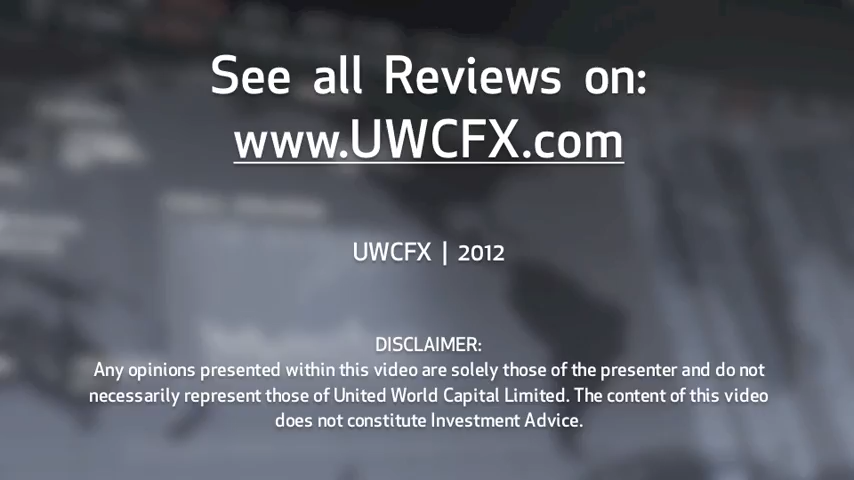 See all Reviews on:
www.UWCFX.com
UWCFX | 2012
DISCLAIMER:
Any opinions presented within this video are solely those of the presenter and do not
necessarily represent those of United World Capital Limited. The content of this video
does not constitute Investment Advice.